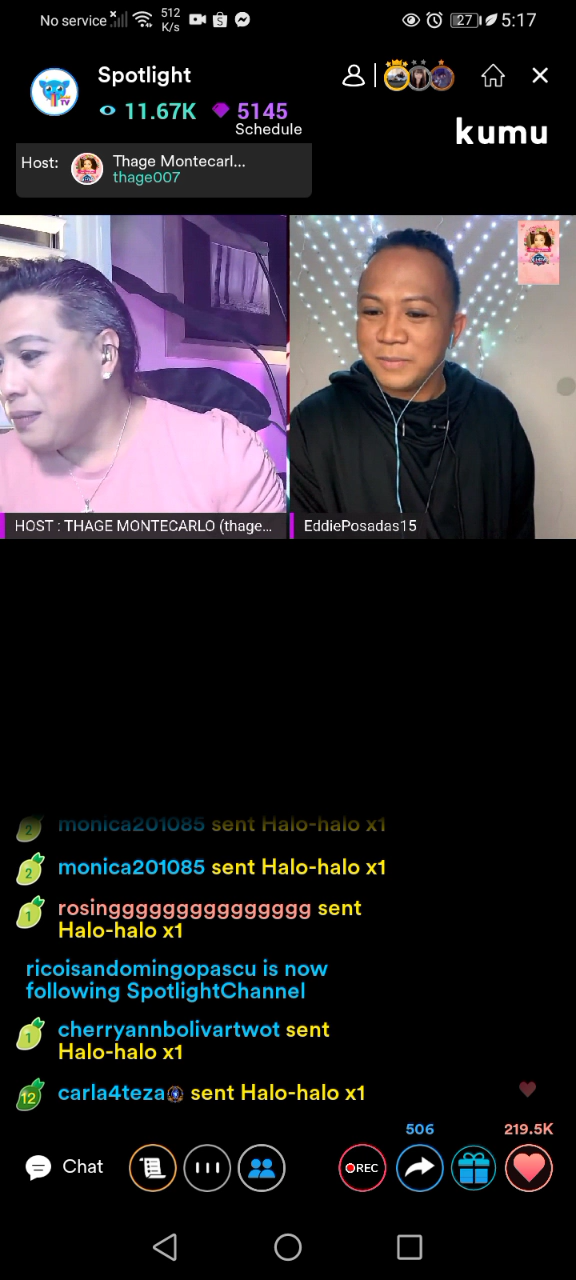 No service
512
K/s
27
5:17
Spotlight
11.67K
5145
Schedule
kumu
TV
Host:
Thage Montecarl...
thage007
HOST : THAGE MONTECARLO (thage...
EddiePosadas15
2
monica201085 sent Halo-halo x1
2
monica201085 sent Halo-halo x1
1
rosinggggggggggggggg sent
Halo-halo x1
ricoisandomingopascu is now
following SpotlightChannel
1
cherryannbolivartwot sent
Halo-halo x1
12
carla4teza sent Halo-halo x1
506
219.5K
Chat
REC